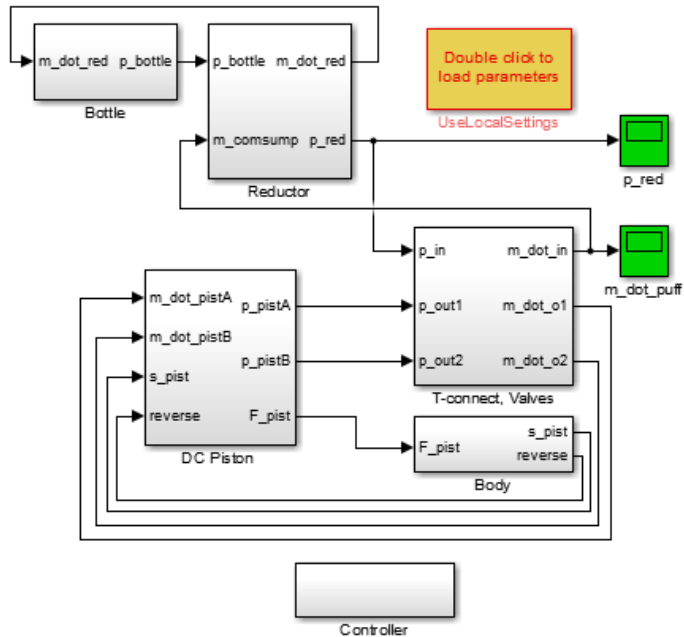 m_dot_red p_bottle
Bottle
p_bottle m_dot_red
m_comsump p_red
Reductor
Double click to
load parameters
UseLocalSettings
p_red
p_in m_dot_in
p_out1 m_dot_o1
p_out2 m_dot_o2
T-connect, Valves
m_dot_puff
m_dot_pistA p_pistA
m_dot_pistB p_pistB
s_pist
reverse F_pist
DC Piston
F_pist s_pist
reverse
Body
Controller